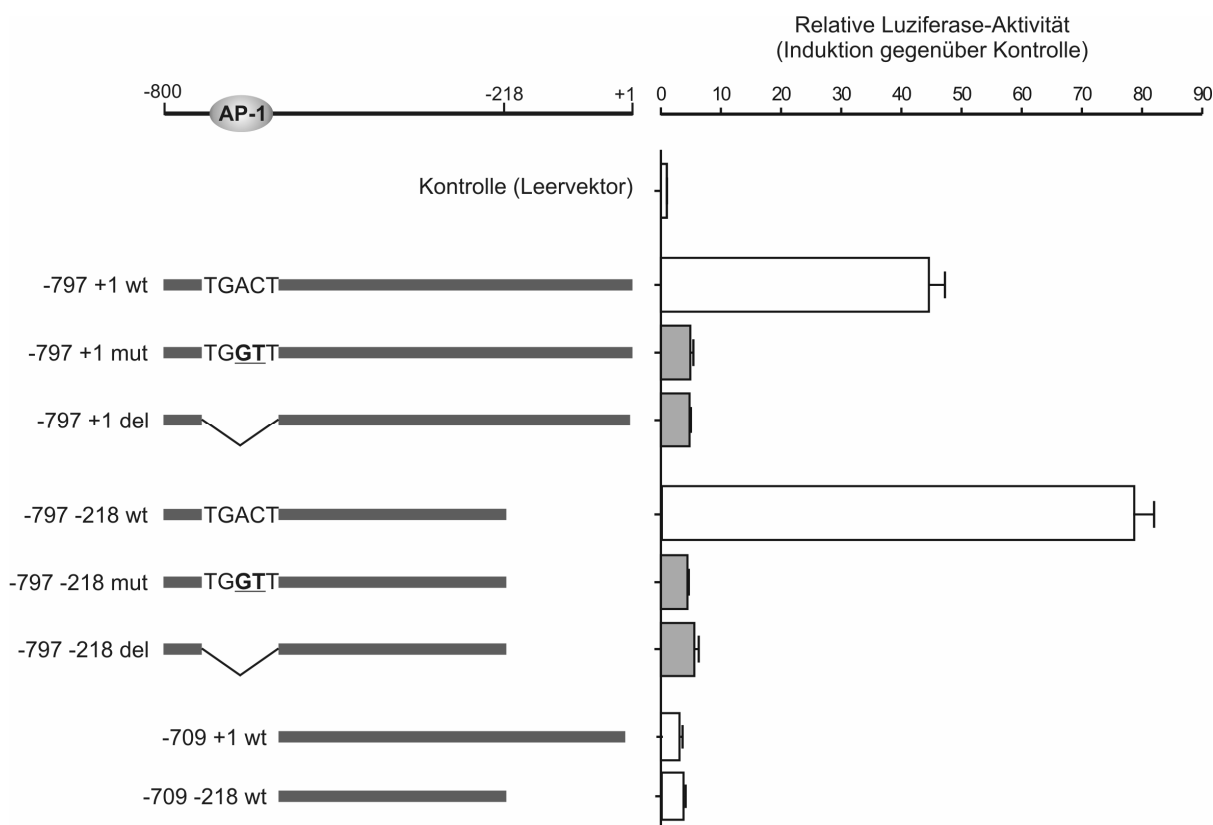 Relative Luziferase-Aktivität
(Induktion gegenüber Kontrolle)
-800 -218 +1 0 10 20 30 40 50 60 70 80 90
AP-1
Kontrolle (Leervektor)
-797 +1 wt TGACT
-797 +1 mut TGGTT
-797 +1 del
-797 -218 wt TGACT
-797 -218 mut TGGTT
-797 -218 del
-709 +1 wt
-709 -218 wt